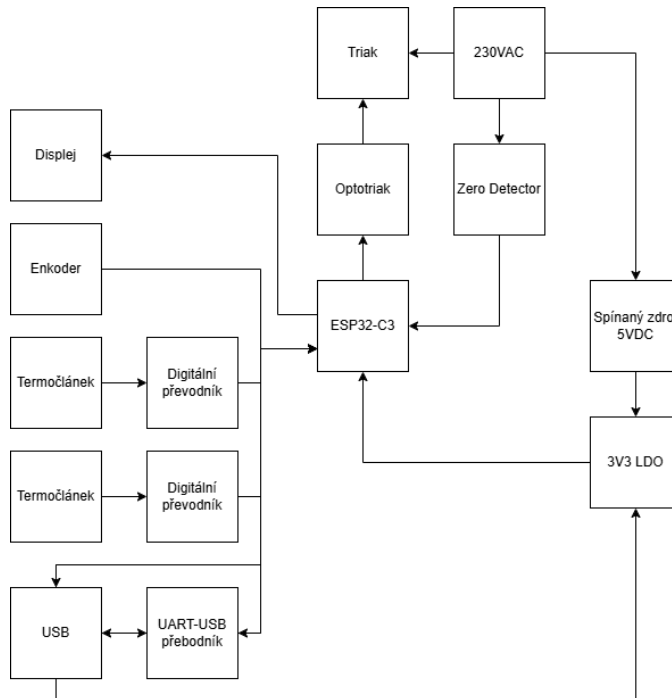 Triak
230VAC
Displej
Optotriak
Zero Detector
Enkoder
ESP32-C3
Spínaný zdro
5VDC
Termočlánek
Digitální
převodník
3V3 LDO
Termočlánek
Digitální
převodník
USB
UART-USB
přebodník